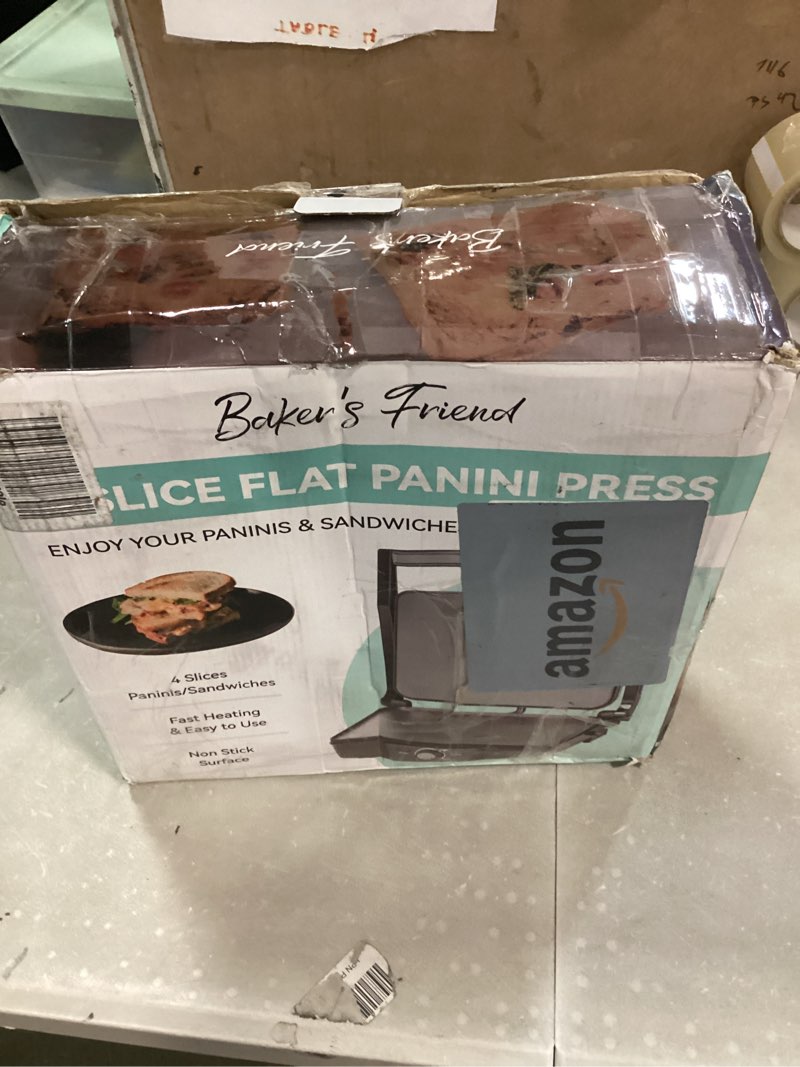 TABLE H
Baker's Friend
Baker's Friend
SLICE FLAT PANINI PRESS
ENJOY YOUR PANINIS & SANDWICHE
amazon
4 Slices
Paninis/Sandwiches
Fast Heating
& Easy to Use
Non Stick
Surface